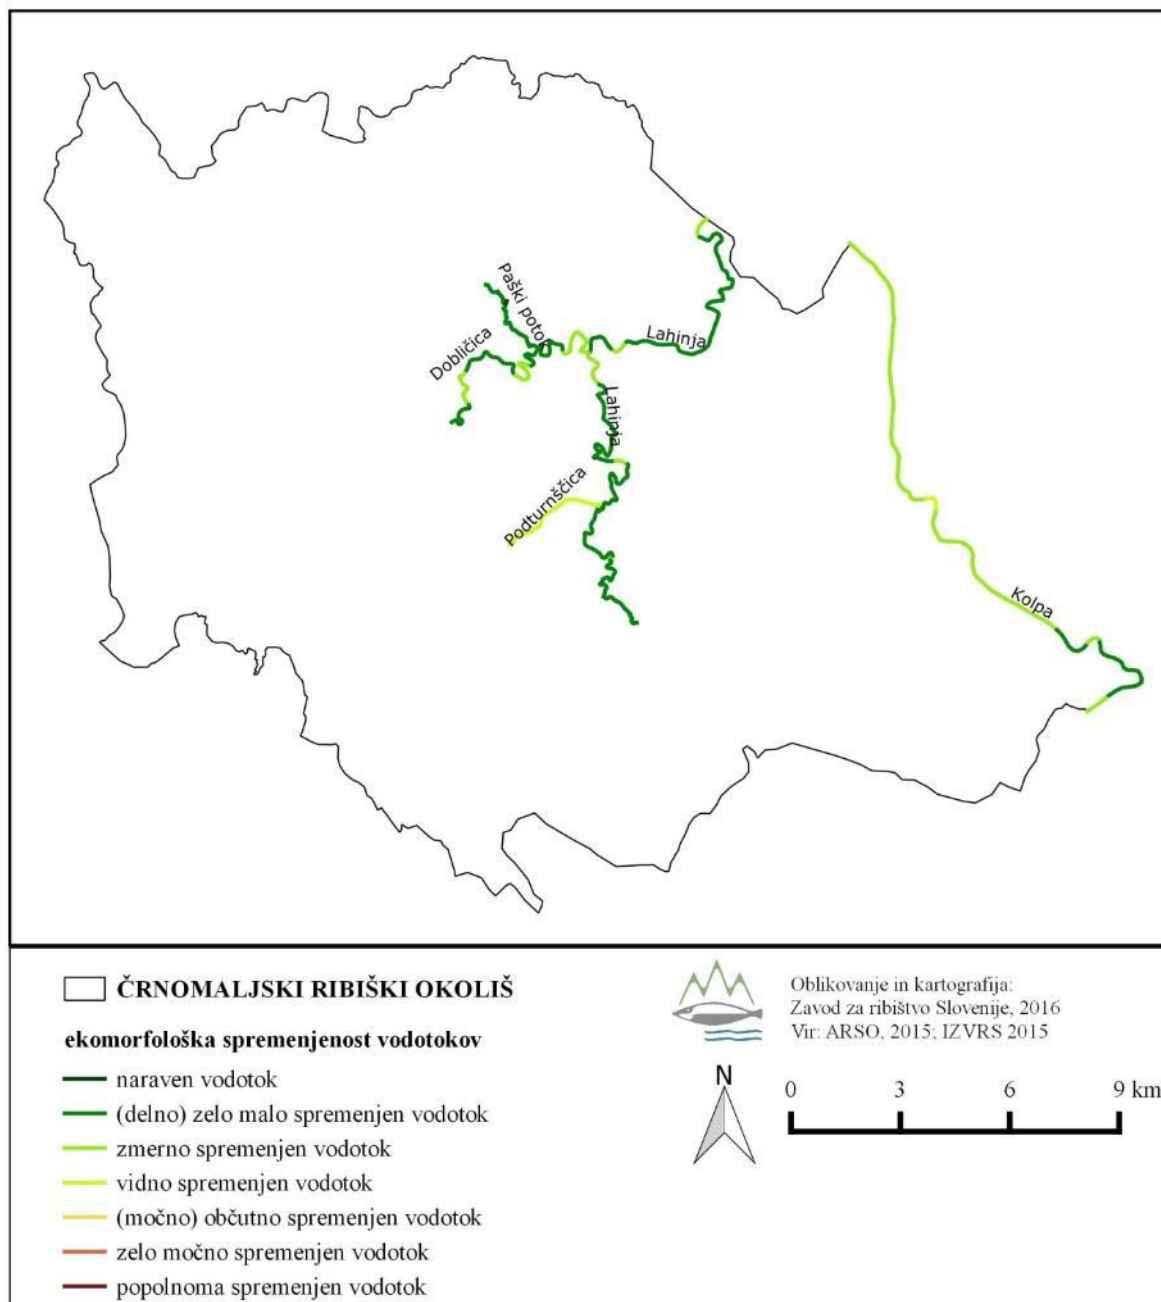 Paški potok
Dobličica
Lahinja
Lahinja
Podturnščica
Kolpa
ČRNOMALJSKI RIBIŠKI OKOLIŠ
ekomorfološka spremenjenost vodotokov
naraven vodotok
(delno) zelo malo spremenjen vodotok
zmerno spremenjen vodotok
vidno spremenjen vodotok
(močno) občutno spremenjen vodotok
zelo močno spremenjen vodotok
popolnoma spremenjen vodotok
Oblikovanje in kartografija:
Zavod za ribištvo Slovenije, 2016
Vir: ARSO, 2015; IZVRS 2015
N
0 3 6 9 km